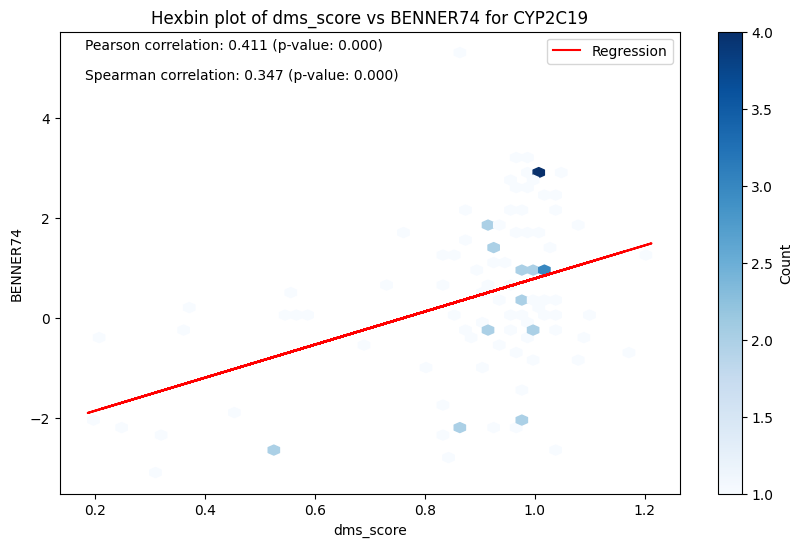 Hexbin plot of dms_score vs BENNER74 for CYP2C19
Pearson correlation: 0.411 (p-value: 0.000)
Spearman correlation: 0.347 (p-value: 0.000)
Regression
BENNER74
4
2
0
−2
0.2 0.4 0.6 0.8 1.0 1.2
dms_score
4.0
3.5
3.0
2.5
2.0
1.5
1.0
Count